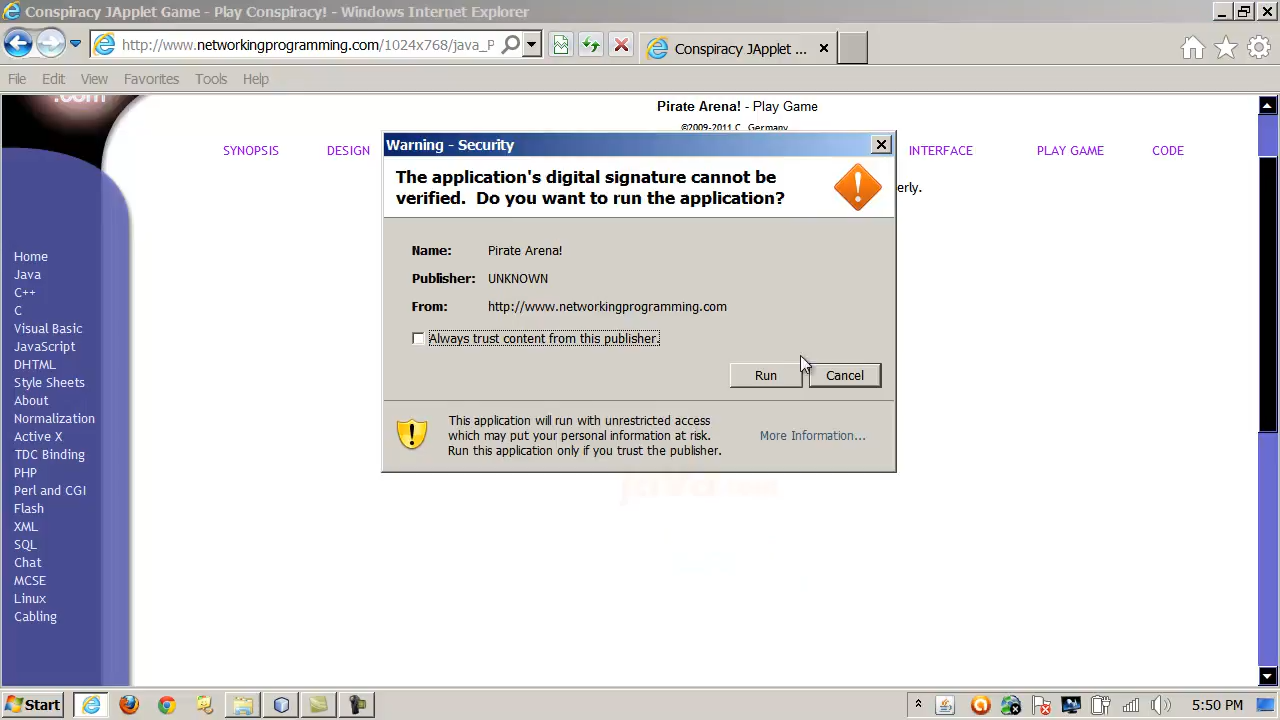 Conspiracy JApplet Game - Play Conspiracy! - Windows Internet Explorer
http://www.networkingprogramming.com/1024x768/java_P
Conspiracy JApplet ...
File Edit View Favorites Tools Help
.com
Pirate Arena! - Play Game
©2009-2011 C. Germany
SYNOPSIS DESIGN INTERFACE PLAY GAME CODE
erly.
Warning - Security
The application's digital signature cannot be
verified. Do you want to run the application?
Name: Pirate Arena!
Publisher: UNKNOWN
From: http://www.networkingprogramming.com
Always trust content from this publisher.
Run Cancel
This application will run with unrestricted access
which may put your personal information at risk.
Run this application only if you trust the publisher.
More Information...
Home
Java
C++
C
Visual Basic
JavaScript
DHTML
Style Sheets
About
Normalization
Active X
TDC Binding
PHP
Perl and CGI
Flash
XML
SQL
Chat
MCSE
Linux
Cabling
Start
5:50 PM